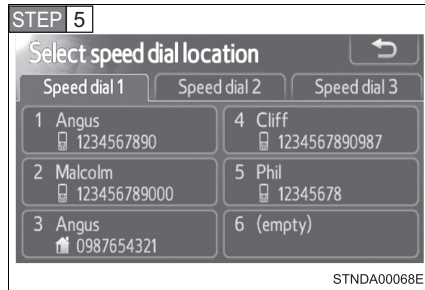 STEP 5
Select speed dial location
Speed dial 1 Speed dial 2 Speed dial 3
1 Angus
1234567890
2 Malcolm
123456789000
3 Angus
0987654321
4 Cliff
1234567890987
5 Phil
12345678
6 (empty)
STNDA00068E